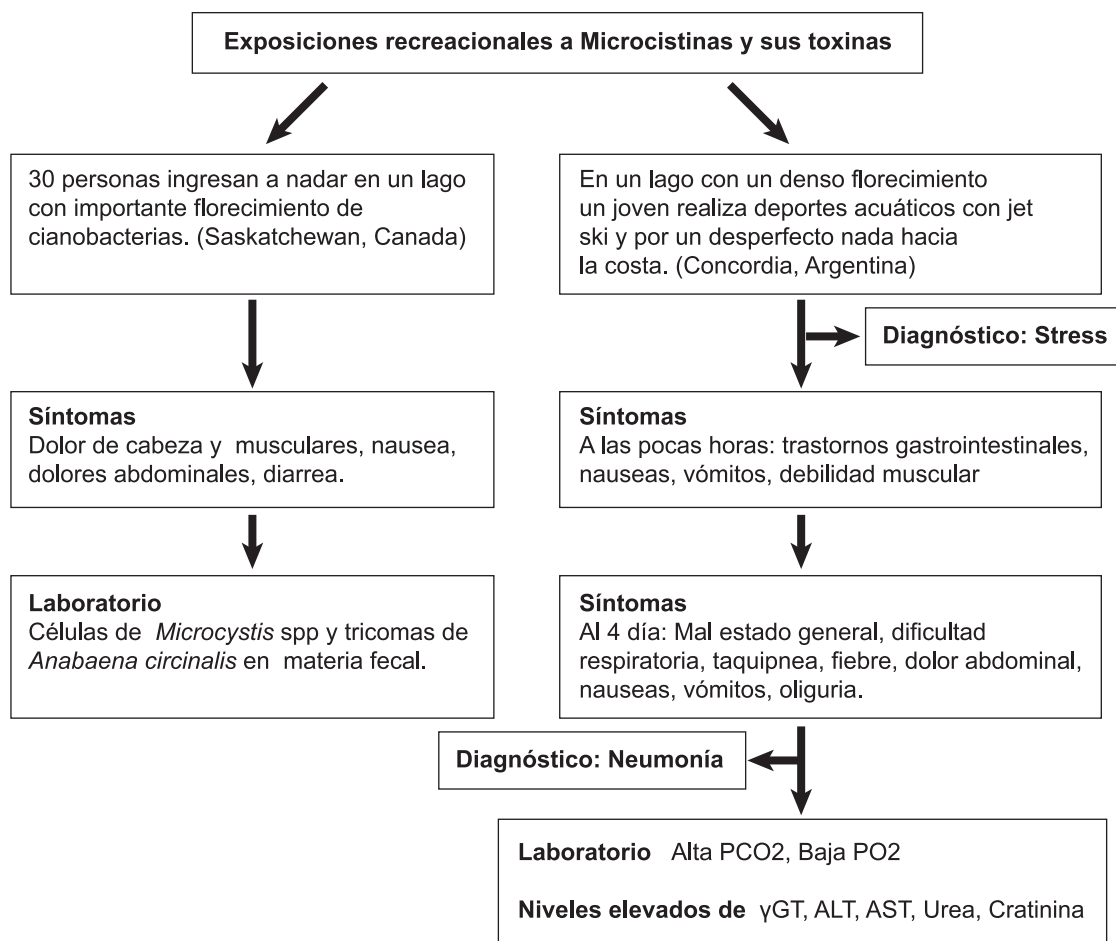 Exposiciones recreacionales a Microcistinas y sus toxinas
30 personas ingresan a nadar en un lago
con importante florecimiento de
cianobacterias. (Saskatchewan, Canada)
En un lago con un denso florecimiento
un joven realiza deportes acuáticos con jet
ski y por un desperfecto nada hacia
la costa. (Concordia, Argentina)
Diagnóstico: Stress
Síntomas
Dolor de cabeza y musculares, nausea,
dolores abdominales, diarrea.
Síntomas
A las pocas horas: trastornos gastrointestinales,
nauseas, vómitos, debilidad muscular
Laboratorio
Células de Microcystis spp y tricomas de
Anabaena circinalis en materia fecal.
Síntomas
Al 4 día: Mal estado general, dificultad
respiratoria, taquipnea, fiebre, dolor abdominal,
nauseas, vómitos, oliguria.
Diagnóstico: Neumonía
Laboratorio Alta PCO2, Baja PO2
Niveles elevados de γGT, ALT, AST, Urea, Cratinina